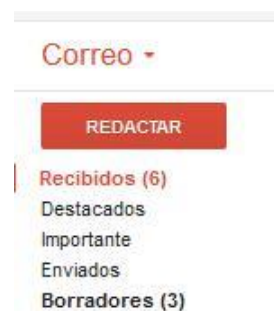 Correo
REDACTAR
Recibidos (6)
Destacados
Importante
Enviados
Borradores (3)